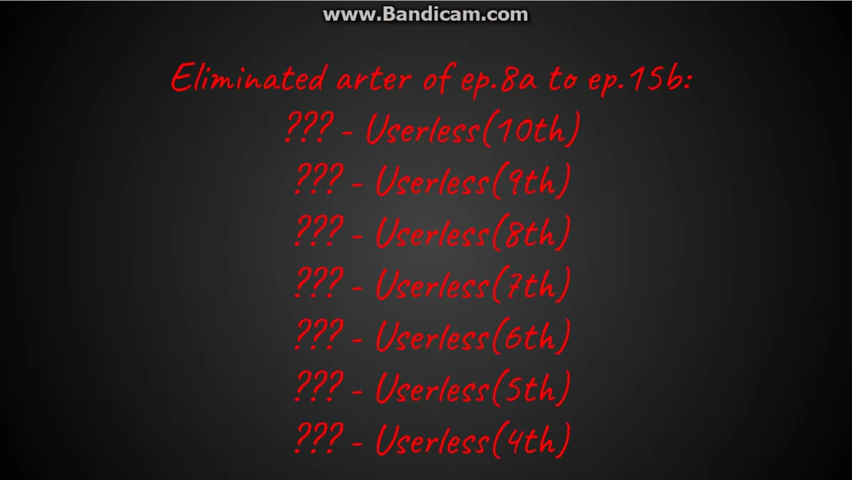 www.Bandicam.com
Eliminated arter of ep.8a to ep.15b:
??? - Userless(10th)
??? - Userless(9th)
??? - Userless(8th)
??? - Userless(7th)
??? - Userless(6th)
??? - Userless(5th)
??? - Userless(4th)